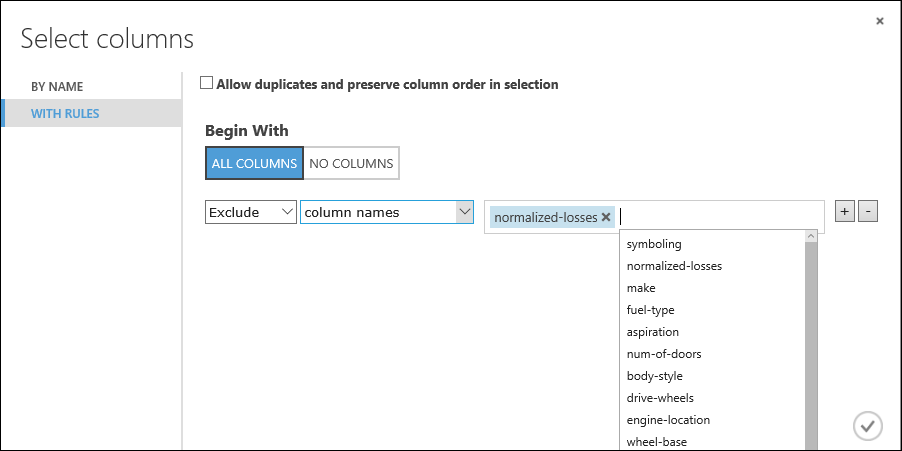 Select columns
BY NAME
WITH RULES
Allow duplicates and preserve column order in selection
Begin With
ALL COLUMNS NO COLUMNS
Exclude column names normalized-losses + -
symboling
normalized-losses
make
fuel-type
aspiration
num-of-doors
body-style
drive-wheels
engine-location
wheel-base